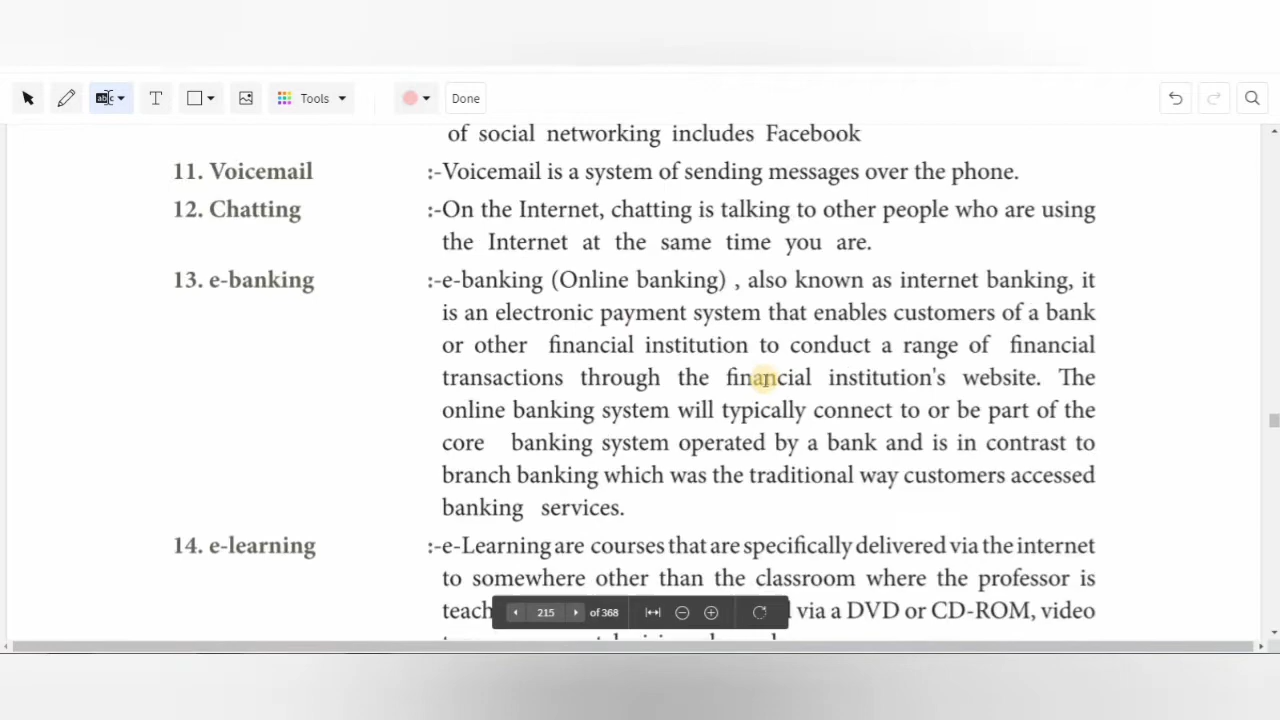 Tools
Done
of social networking includes Facebook
11. Voicemail :-Voicemail is a system of sending messages over the phone.
12. Chatting :-On the Internet, chatting is talking to other people who are using
the Internet at the same time you are.
13. e-banking :-e-banking (Online banking) , also known as internet banking, it
is an electronic payment system that enables customers of a bank
or other financial institution to conduct a range of financial
transactions through the financial institution's website. The
online banking system will typically connect to or be part of the
core banking system operated by a bank and is in contrast to
branch banking which was the traditional way customers accessed
banking services.
14. e-learning :-e-Learning are courses that are specifically delivered via the internet
to somewhere other than the classroom where the professor is
via a DVD or CD-ROM, video
215 of 368